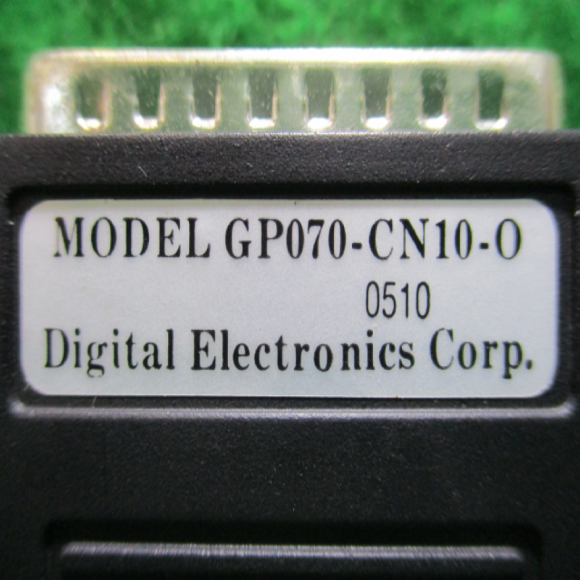 MODEL GP070-CN10-O
0510
Digital Electronics Corp.